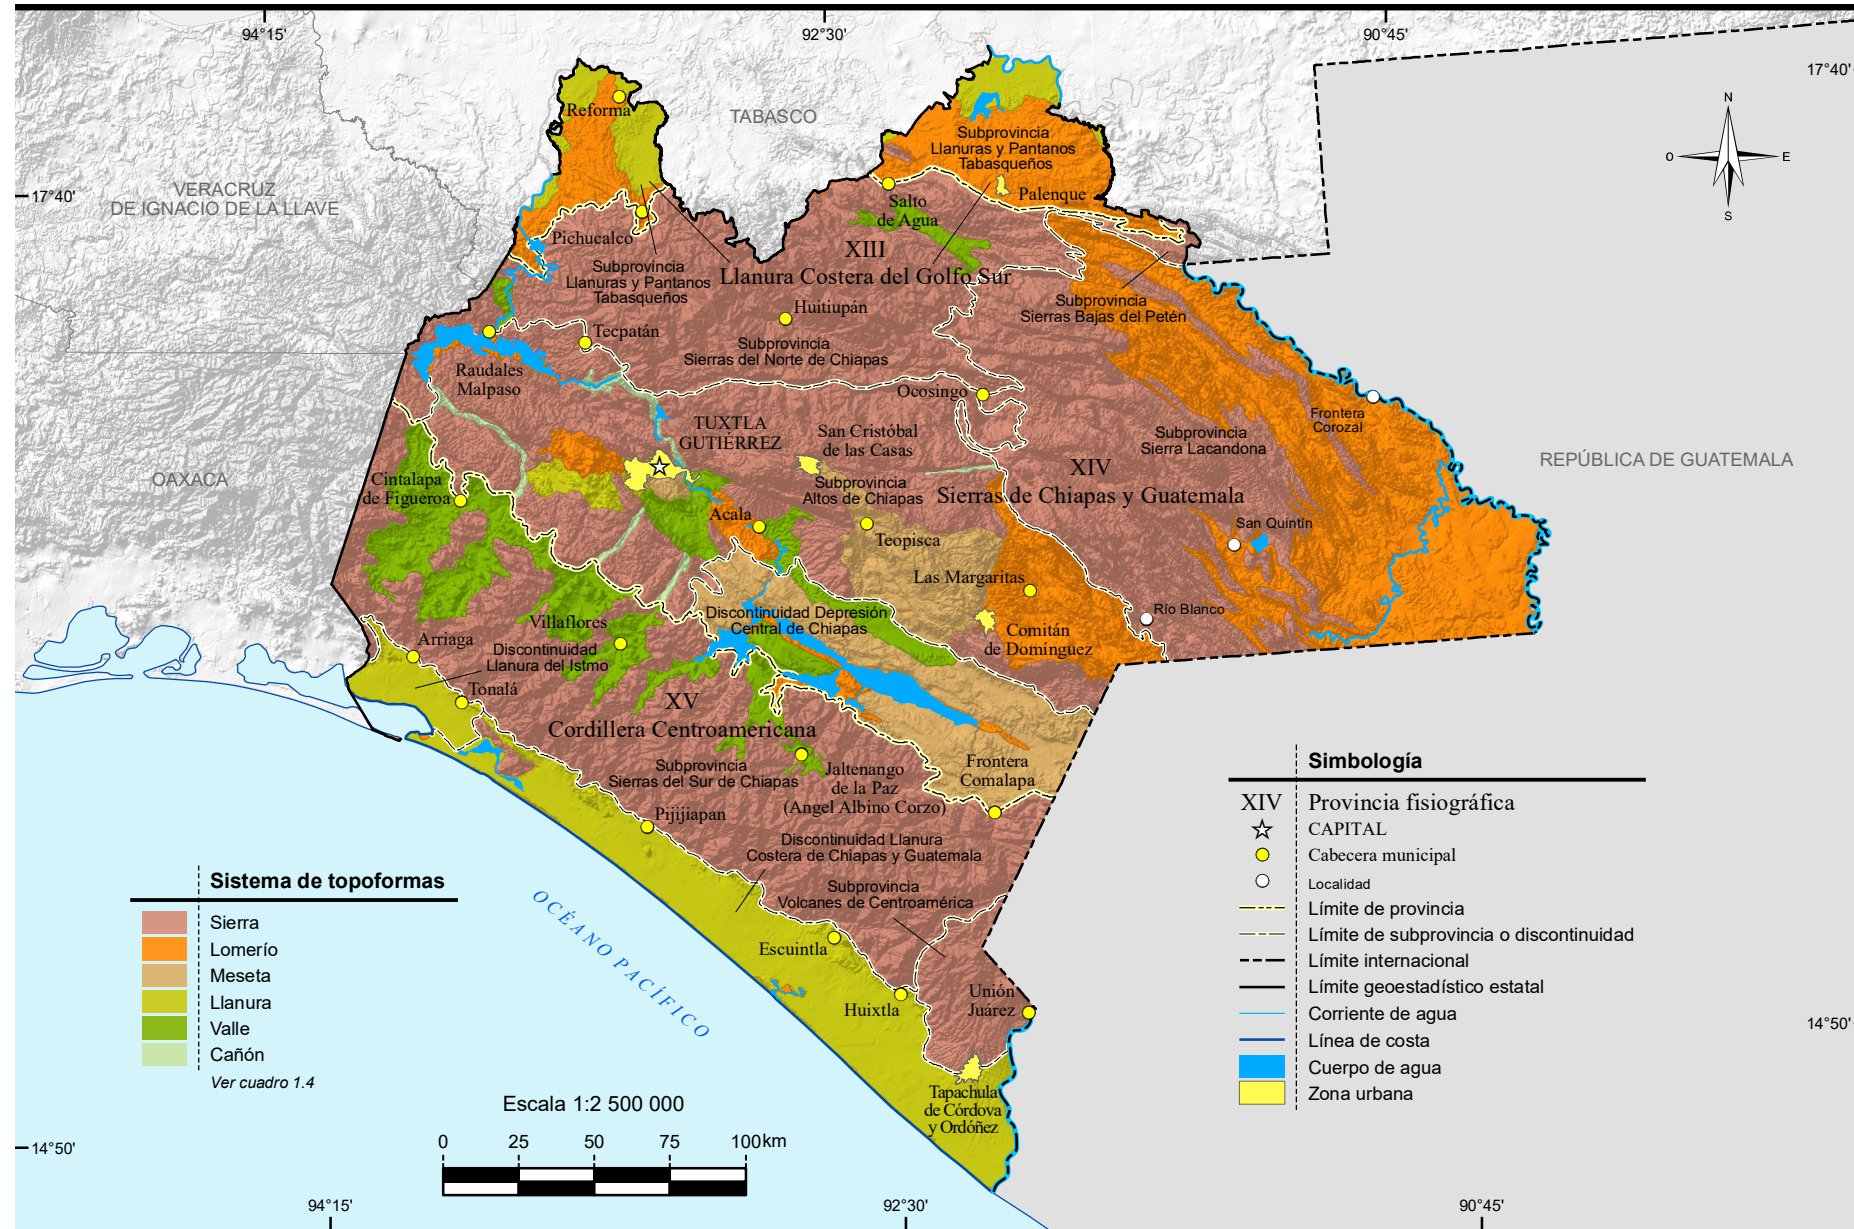 94°15'
92°30'
90°45'
17°40'
17°40'
N
O
E
S
TABASCO
VERACRUZ
DE IGNACIO DE LA LLAVE
OAXACA
REPÚBLICA DE GUATEMALA
Reforma
Subprovincia
Llanuras y Pantanos
Tabasqueños
Palenque
Salto
de Agua
Pichucalco
XIII
Llanura Costera del Golfo Sur
Subprovincia
Llanuras y Pantanos
Tabasqueños
Subprovincia
Sierras Bajas del Petén
Huitiupán
Tecpatán
Subprovincia
Sierras del Norte de Chiapas
Raudales
Malpaso
Ocosingo
Frontera
Corozal
TUXTLA
GUTIÉRREZ
San Cristóbal
de las Casas
Subprovincia
Sierra Lacandona
XIV
Sierras de Chiapas y Guatemala
Cintalapa
de Figueroa
Subprovincia
Altos de Chiapas
Acala
San Quintín
Teopisca
Las Margaritas
Río Blanco
Discontinuidad Depresión
Central de Chiapas
Villaflores
Comitán
de Domínguez
Arriaga
Discontinuidad
Llanura del Istmo
Tonalá
XV
Cordillera Centroamericana
Subprovincia
Sierras del Sur de Chiapas
Jaltenango
de la Paz
(Angel Albino Corzo)
Frontera
Comalapa
Pijijiapan
Discontinuidad Llanura
Costera de Chiapas y Guatemala
Subprovincia
Volcanes de Centroamérica
Escuintla
Huixtla
Unión
Juárez
Tapachula
de Córdova
y Ordóñez
OCÉANO PACÍFICO
Sistema de topoformas
Sierra
Lomerío
Meseta
Llanura
Valle
Cañón
Ver cuadro 1.4
Simbología
XIV Provincia fisiográfica
CAPITAL
Cabecera municipal
Localidad
Límite de provincia
Límite de subprovincia o discontinuidad
Límite internacional
Límite geoestadístico estatal
Corriente de agua
Línea de costa
Cuerpo de agua
Zona urbana
Escala 1:2 500 000
0 25 50 75 100 km
14°50'
14°50'
94°15'
92°30'
90°45'